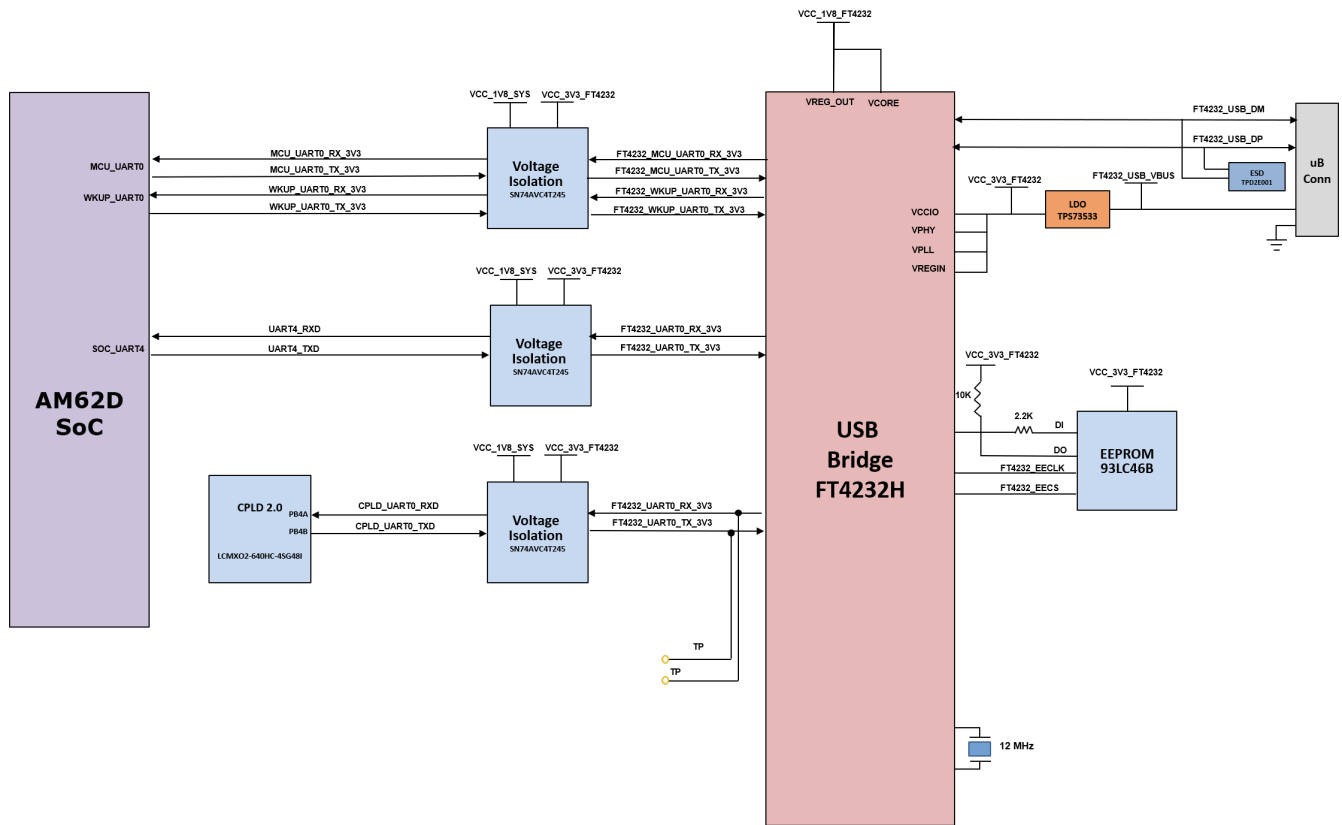 VCC_1V8_FT4232
VREG_OUT
VCORE
AM62D
SoC
MCU_UART0
WKUP_UART0
SOC_UART4
VCC_1V8_SYS
VCC_3V3_FT4232
Voltage
Isolation
SN74AVC4T245
MCU_UART0_RX_3V3
MCU_UART0_TX_3V3
WKUP_UART0_RX_3V3
WKUP_UART0_TX_3V3
FT4232_MCU_UART0_RX_3V3
FT4232_MCU_UART0_TX_3V3
FT4232_WKUP_UART0_RX_3V3
FT4232_WKUP_UART0_TX_3V3
VCC_1V8_SYS
VCC_3V3_FT4232
Voltage
Isolation
SN74AVC4T245
UART4_RXD
UART4_TXD
FT4232_UART0_RX_3V3
FT4232_UART0_TX_3V3
VCC_1V8_SYS
VCC_3V3_FT4232
Voltage
Isolation
SN74AVC4T245
CPLD 2.0
PB4A
PB4B
LCMXO2-640HC-4SG48I
CPLD_UART0_RXD
CPLD_UART0_TXD
FT4232_UART0_RX_3V3
FT4232_UART0_TX_3V3
TP
TP
USB
Bridge
FT4232H
VCCIO
VPHY
VPLL
VREGIN
FT4232_USB_DM
FT4232_USB_DP
uB
Conn
ESD
TPD2E001
FT4232_USB_VBUS
VCC_3V3_FT4232
LDO
TPS73533
VCC_3V3_FT4232
10K
2.2K
DI
DO
FT4232_EECLK
FT4232_EECS
VCC_3V3_FT4232
EEPROM
93LC46B
12 MHz